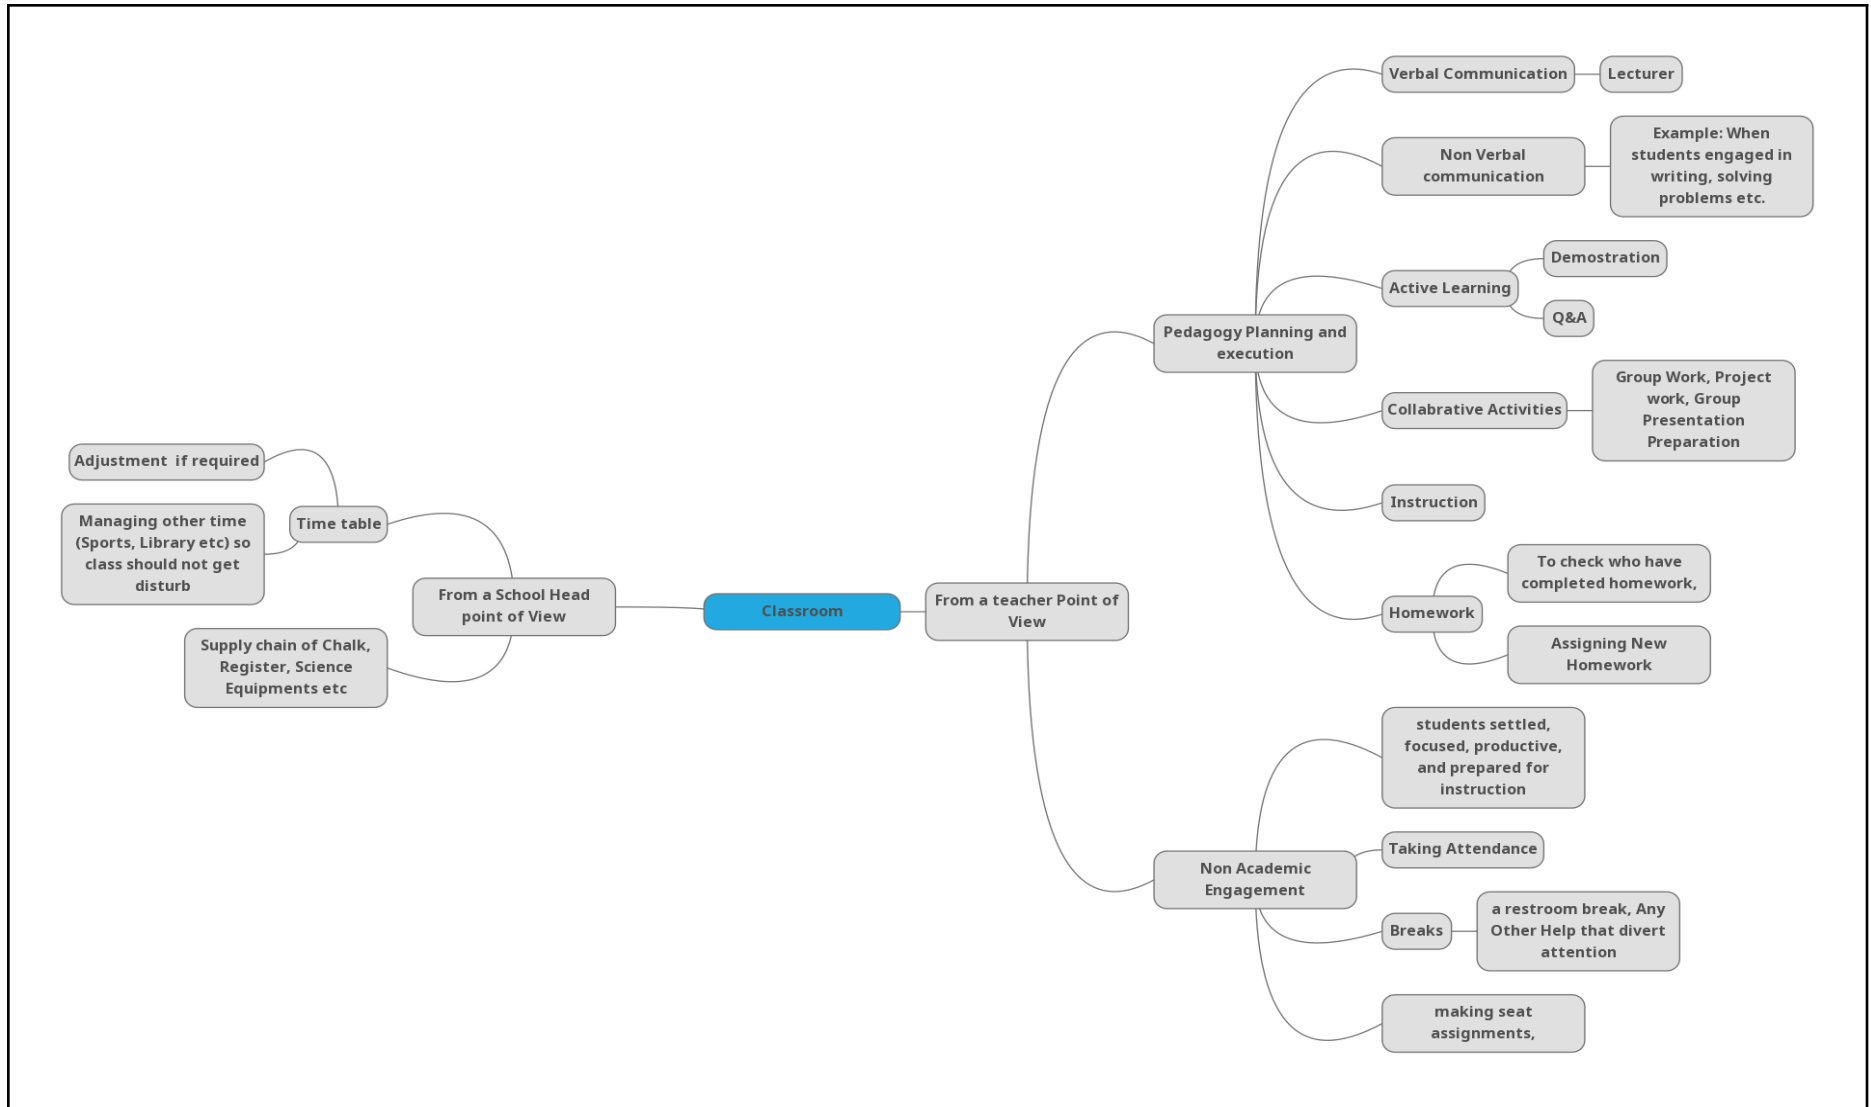 Classroom
From a teacher Point of
View
Pedagogy Planning and
execution
Verbal Communication
Lecturer
Non Verbal
communication
Example: When
students engaged in
writing, solving
problems etc.
Active Learning
Demostration
Q&A
Collabrative Activities
Group Work, Project
work, Group
Presentation
Preparation
Instruction
Homework
To check who have
completed homework,
Assigning New
Homework
Non Academic
Engagement
students settled,
focused, productive,
and prepared for
instruction
Taking Attendance
Breaks
a restroom break, Any
Other Help that divert
attention
making seat
assignments,
From a School Head
point of View
Time table
Adjustment  if required
Managing other time
(Sports, Library etc) so
class should not get
disturb
Supply chain of Chalk,
Register, Science
Equipments etc